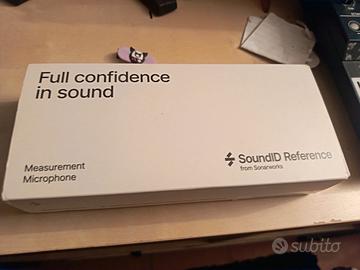 Full confidence
in sound
Measurement
Microphone
SoundID Reference
from Sonarworks
subito